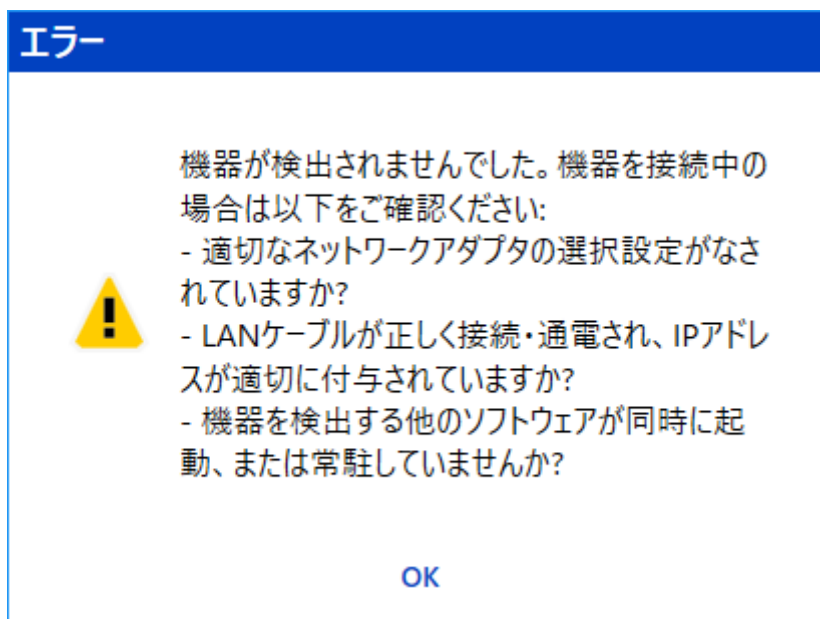 エラー
機器が検出されませんでした。機器を接続中の
場合は以下をご確認ください:
- 適切なネットワークアダプタの選択設定がなさ
れていますか?
- LANケーブルが正しく接続・通電され、IPアドレ
スが適切に付与されていますか?
- 機器を検出する他のソフトウェアが同時に起
動、または常駐していませんか?
OK